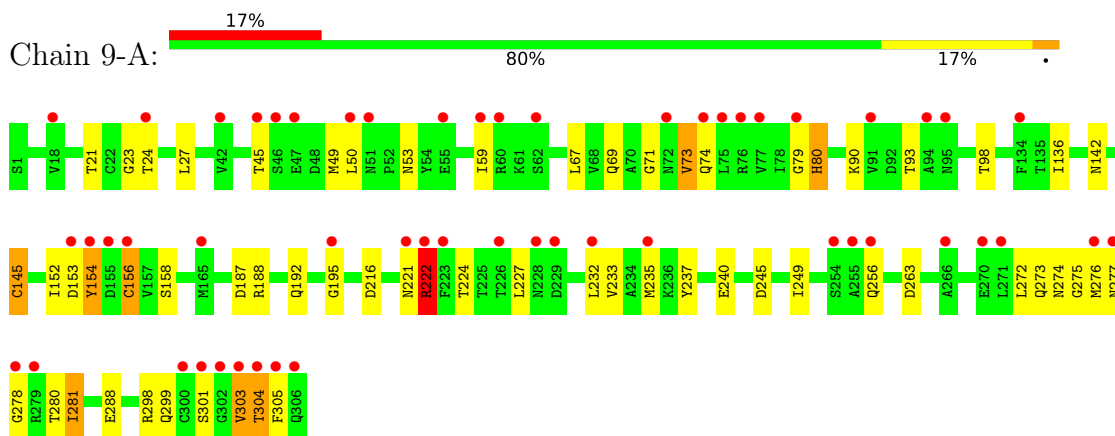 17%
Chain 9-A:
80% 17% •
S1 V18 T21 C22 G23 T24 L27 V42 T45 S46 E47 D48 M49 L50 N51 P52 N53 Y54 E55 I59 R60 K61 S62 L67 V68 Q69 A70 G71 N72 V73 Q74 L75 R76 V77 I78 G79 H80 K90 V91 D92 T93 A94 N95 T98 F134 T135 I136 N142
C145 I152 D153 Y154 D155 C156 V157 S158 M165 D187 R188 Q192 G195 D216 N221 R222 F223 T224 T225 T226 L227 N228 D229 L232 V233 A234 M235 K236 Y237 E240 D245 I249 S254 A255 Q256 D263 A266 E270 L271 L272 Q273 N274 G275 M276 N277
G278 R279 T280 I281 E288 R298 Q299 C300 S301 G302 V303 T304 F305 Q306